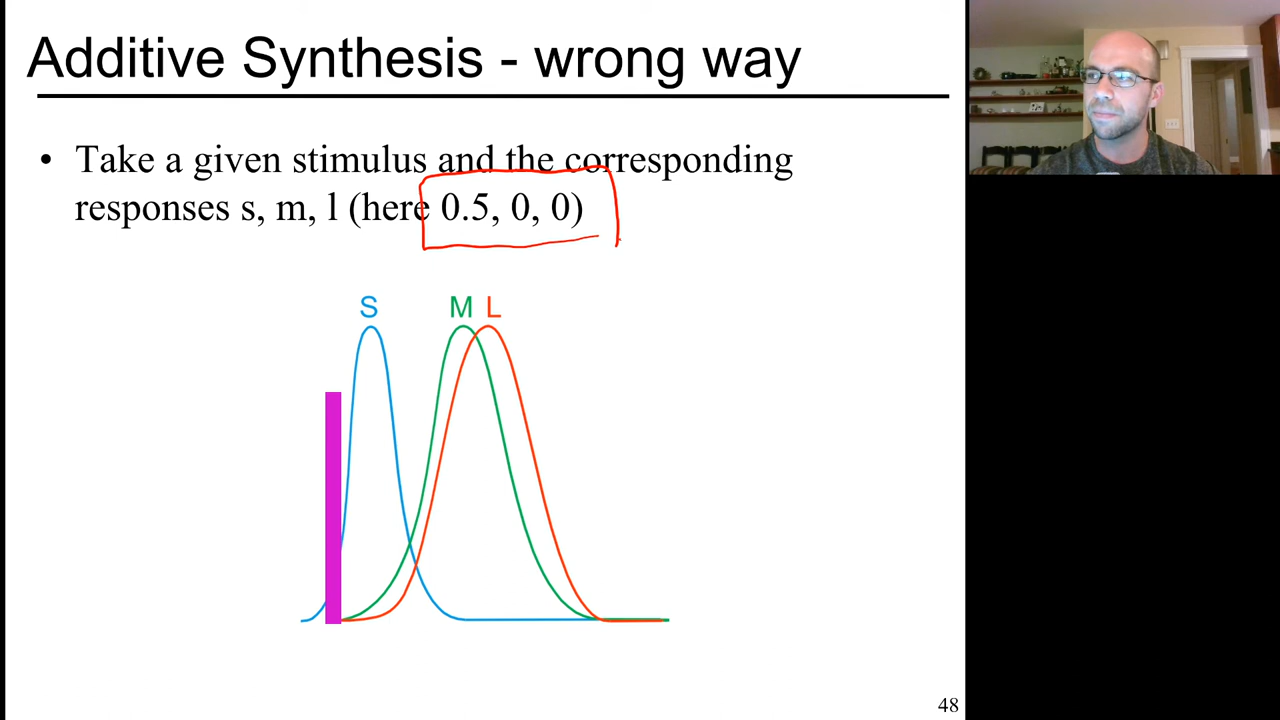 Additive Synthesis - wrong way
• Take a given stimulus and the corresponding
responses s, m, l (here 0.5, 0, 0)
S M L
48